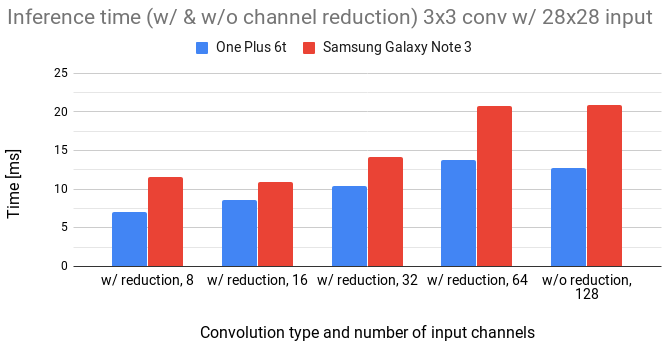 Inference time (w/ & w/o channel reduction) 3x3 conv w/ 28x28 input
One Plus 6t
Samsung Galaxy Note 3
Time [ms]
25
20
15
10
5
0
w/ reduction, 8
w/ reduction, 16
w/ reduction, 32
w/ reduction, 64
w/o reduction,
128
Convolution type and number of input channels